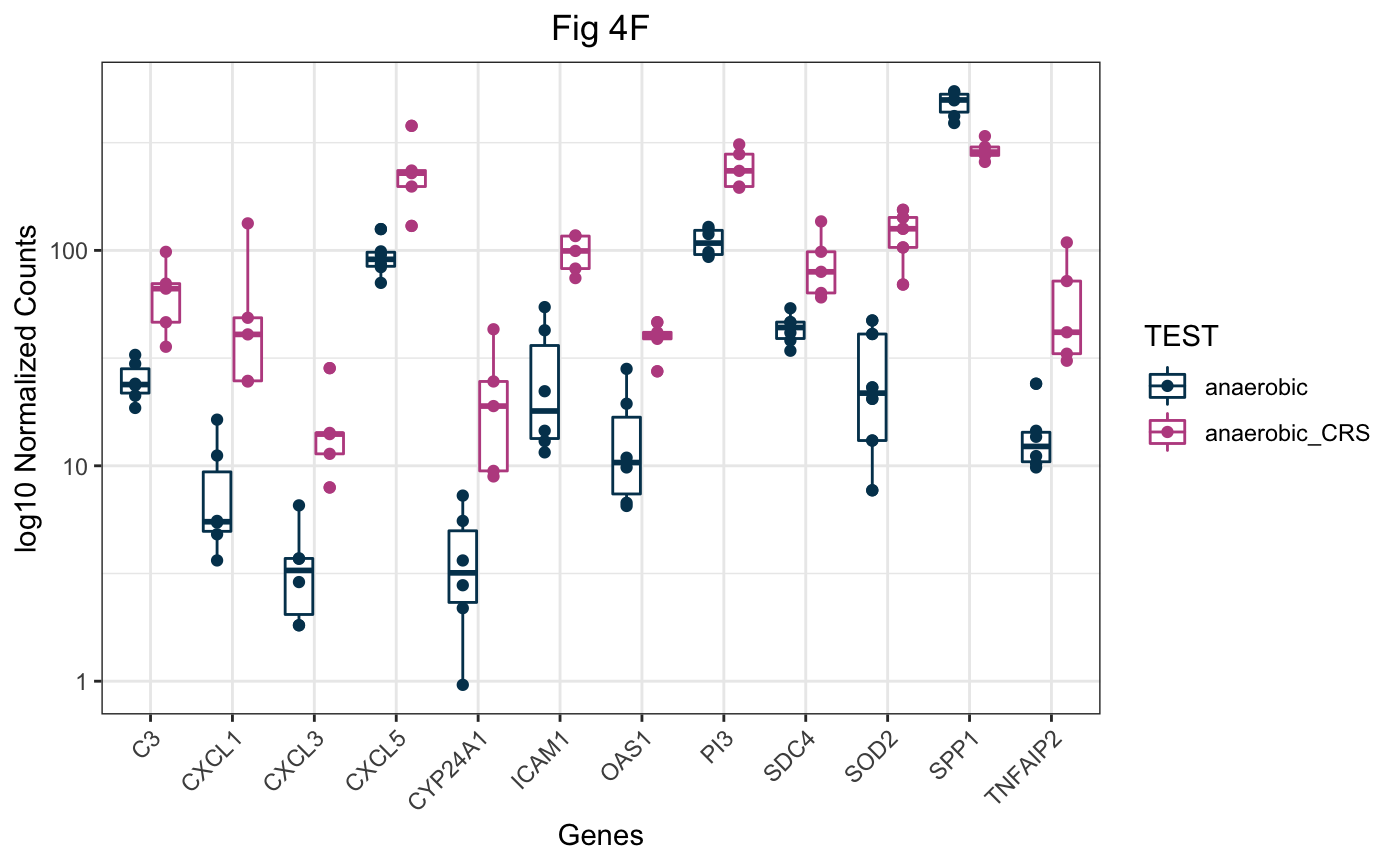 Fig 4F
log10 Normalized Counts
100
10
1
C3
CXCL1
CXCL3
CXCL5
CYP24A1
ICAM1
OAS1
PI3
SDC4
SOD2
SPP1
TNFAIP2
Genes
TEST
anaerobic
anaerobic_CRS